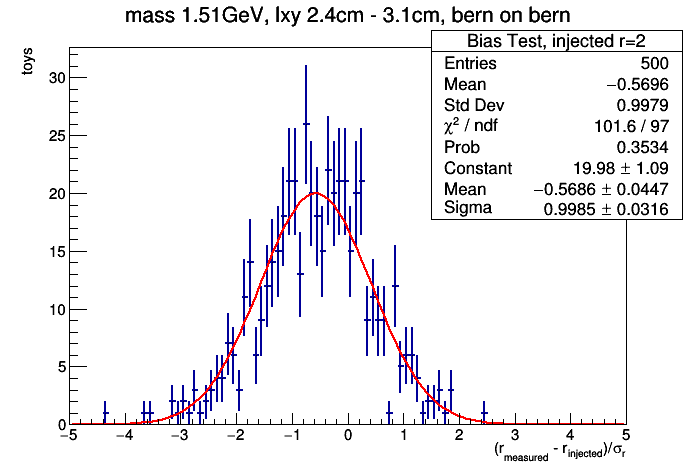 mass 1.51GeV, lxy 2.4cm - 3.1cm, bern on bern
toys
Bias Test, injected r=2
Entries 500
Mean −0.5696
Std Dev 0.9979
χ² / ndf 101.6 / 97
Prob 0.3534
Constant 19.98 ± 1.09
Mean −0.5686 ± 0.0447
Sigma 0.9985 ± 0.0316
30
25
20
15
10
5
0
−5 −4 −3 −2 −1 0 1 2 3 4 5
(r_measured - r_injected)/σ_r